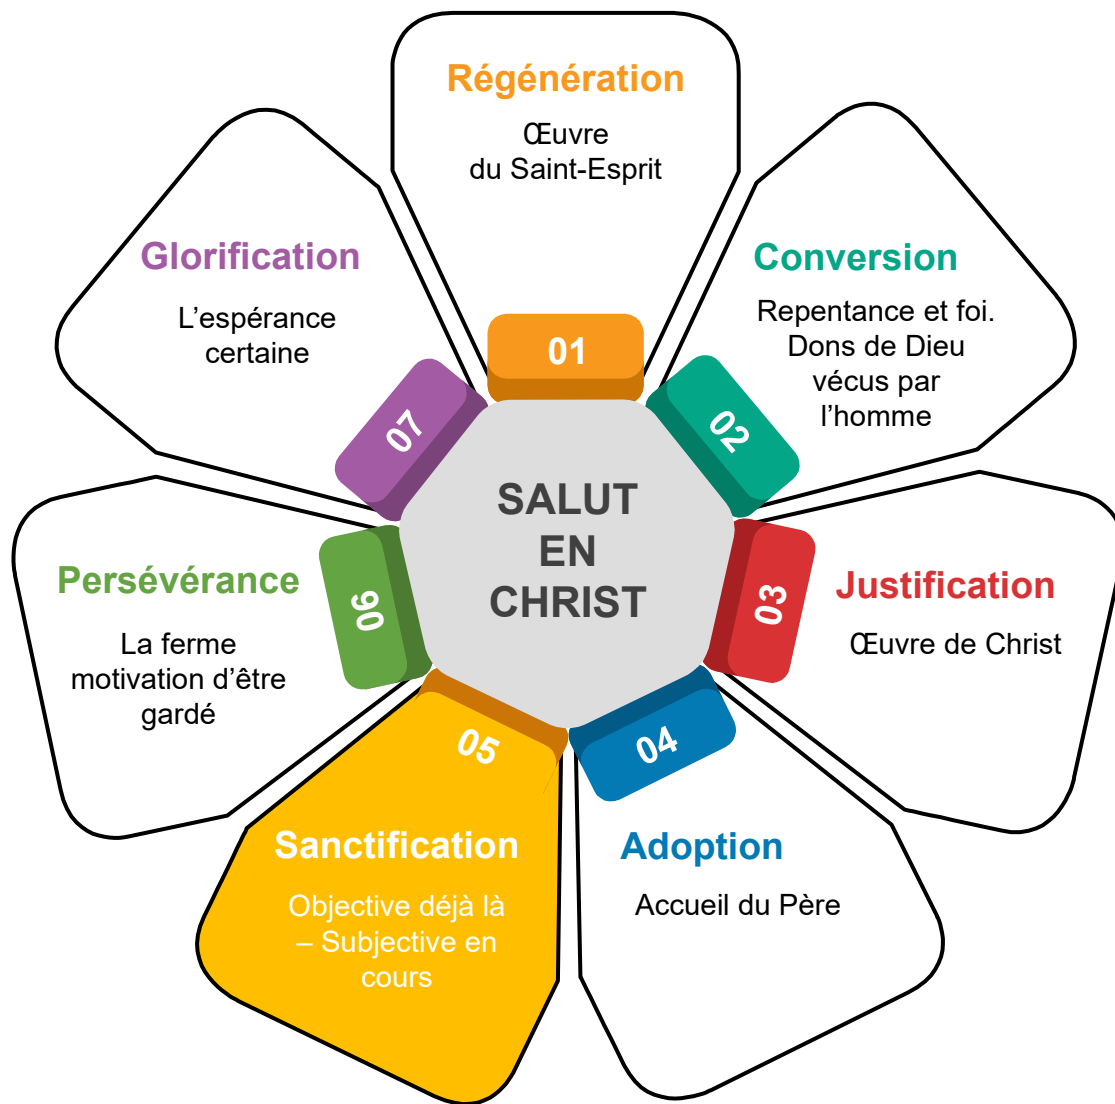 Régénération
Œuvre
du Saint-Esprit
01
Conversion
Repentance et foi.
Dons de Dieu
vécus par
l’homme
02
Justification
Œuvre de Christ
03
Adoption
Accueil du Père
04
Sanctification
Objective déjà là
– Subjective en
cours
05
Persévérance
La ferme
motivation d’être
gardé
06
Glorification
L’espérance
certaine
07
SALUT
EN
CHRIST